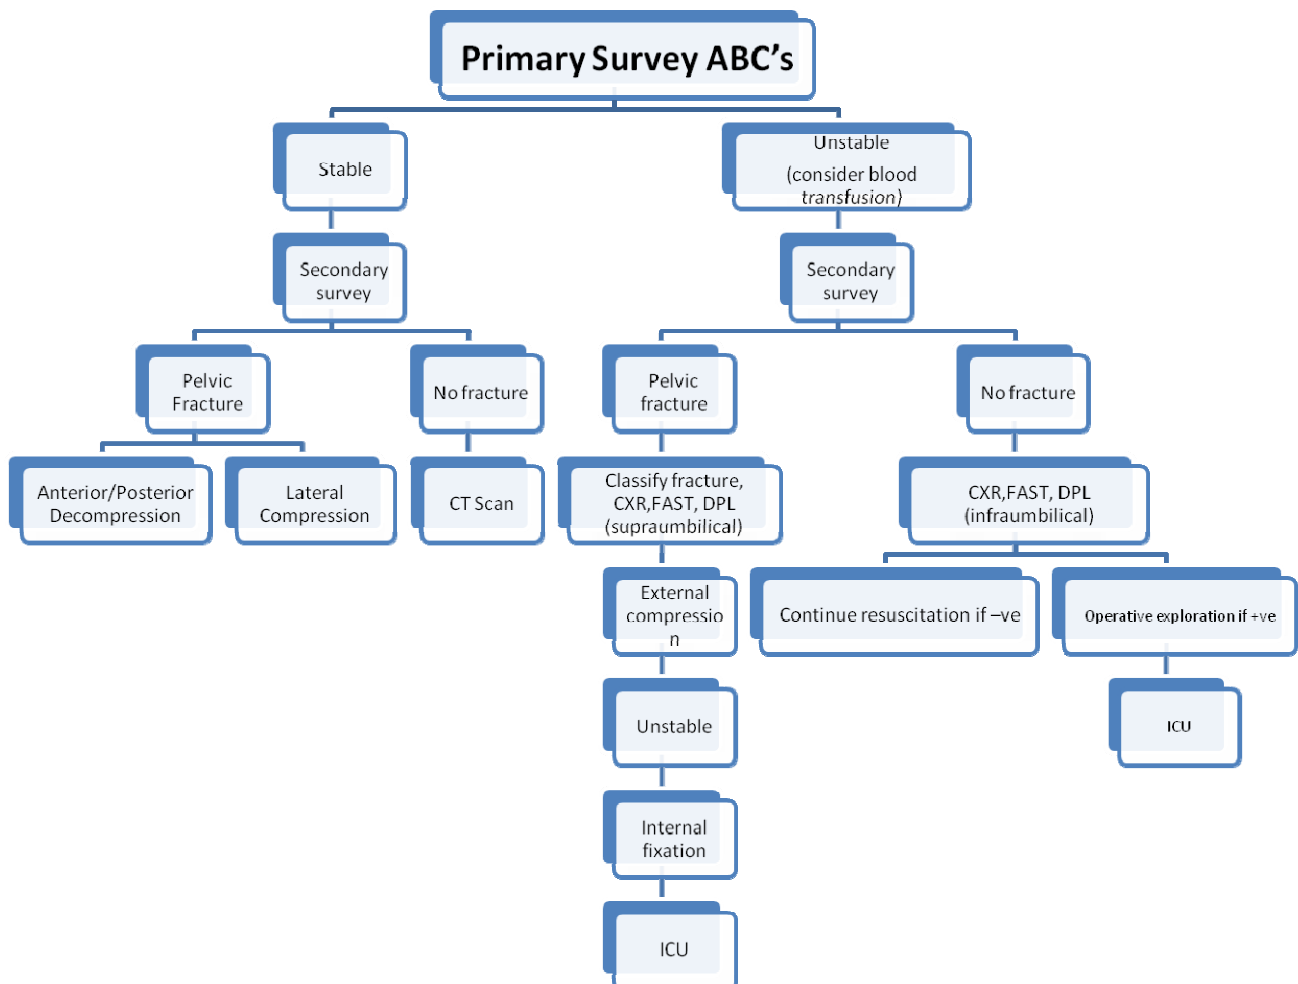 Primary Survey ABC's
Stable
Unstable
(consider blood
transfusion)
Secondary
survey
Secondary
survey
Pelvic
Fracture
No fracture
Pelvic
fracture
No fracture
Anterior/Posterior
Decompression
Lateral
Compression
CT Scan
Classify fracture,
CXR,FAST, DPL
(supraumbilical)
CXR,FAST, DPL
(infraumbilical)
External
compressio
n
Continue resuscitation if –ve
Operative exploration if +ve
Unstable
ICU
Internal
fixation
ICU